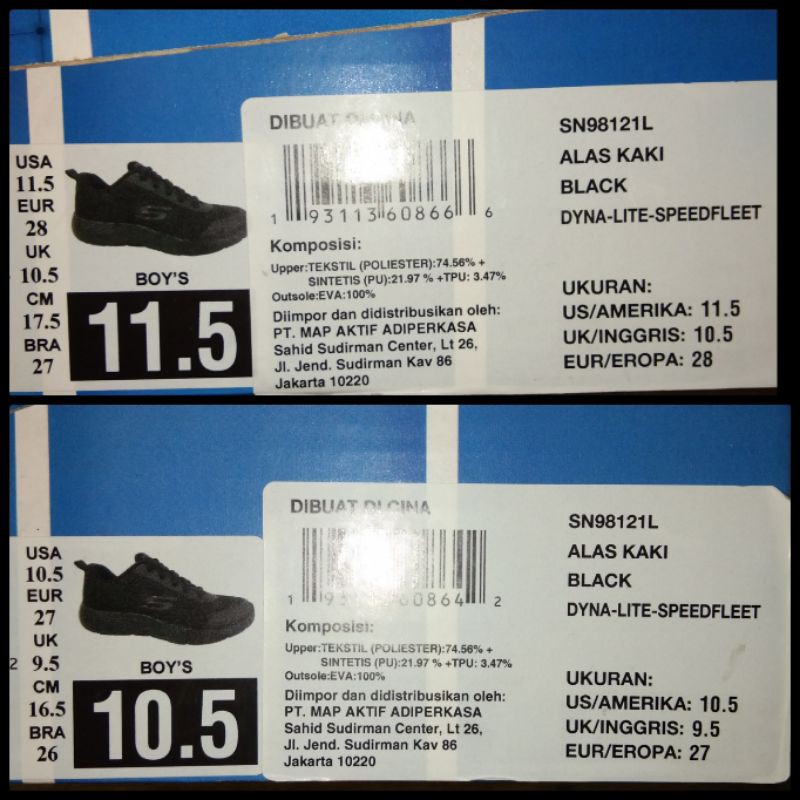 USA
11.5
EUR
28
UK
10.5
CM
17.5
BRA
27
BOY'S
11.5
DIBUAT DI CINA
1 93113 60866 6
Komposisi:
Upper:TEKSTIL (POLIESTER):74.56% +
SINTETIS (PU):21.97 % +TPU: 3.47%
Outsole:EVA:100%
Diimpor dan didistribusikan oleh:
PT. MAP AKTIF ADIPERKASA
Sahid Sudirman Center, Lt 26,
Jl. Jend. Sudirman Kav 86
Jakarta 10220
SN98121L
ALAS KAKI
BLACK
DYNA-LITE-SPEEDFLEET
UKURAN:
US/AMERIKA: 11.5
UK/INGGRIS: 10.5
EUR/EROPA: 28
USA
10.5
EUR
27
UK
2 9.5
CM
16.5
BRA
26
BOY'S
10.5
DIBUAT DI CINA
1 60864 2
Komposisi:
Upper:TEKSTIL (POLIESTER):74.56% +
SINTETIS (PU):21.97 % +TPU: 3.47%
Outsole:EVA:100%
Diimpor dan didistribusikan oleh:
PT. MAP AKTIF ADIPERKASA
Sahid Sudirman Center, Lt 26,
Jl. Jend. Sudirman Kav 86
Jakarta 10220
SN98121L
ALAS KAKI
BLACK
DYNA-LITE-SPEEDFLEET
UKURAN:
US/AMERIKA: 10.5
UK/INGGRIS: 9.5
EUR/EROPA: 27